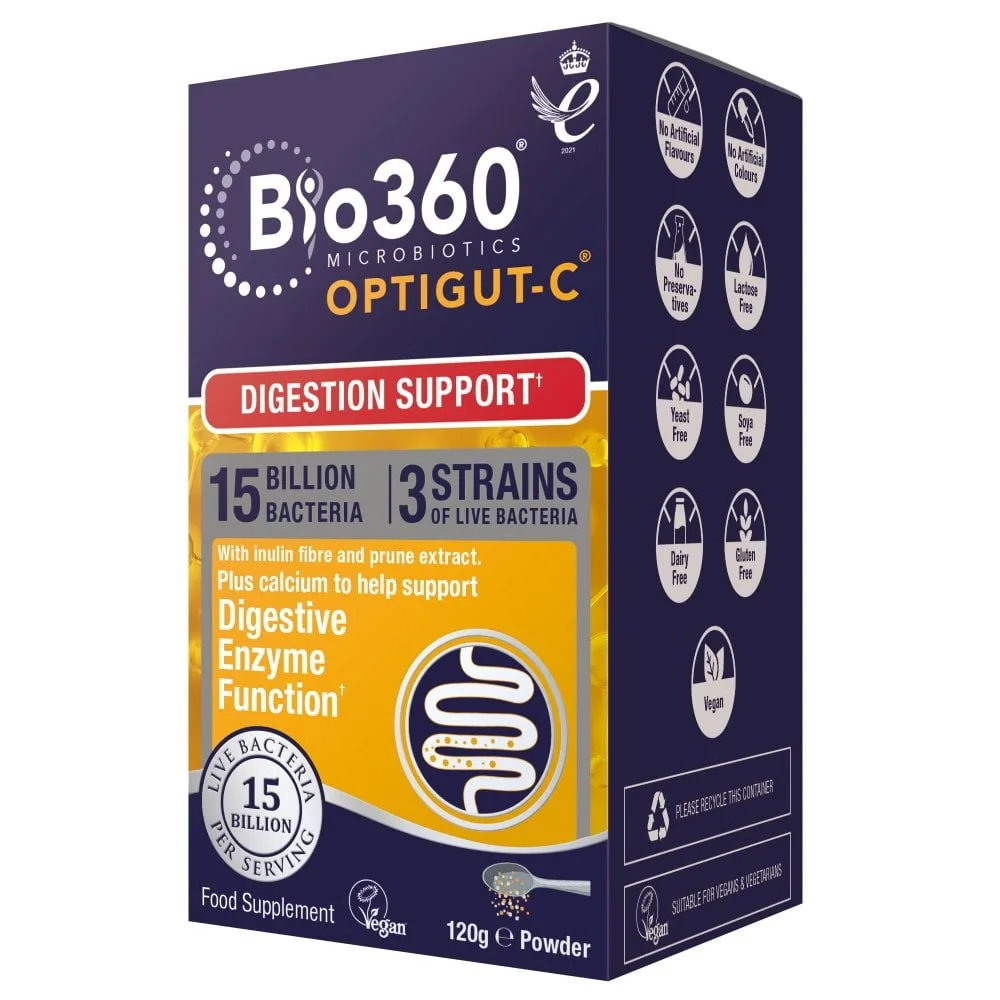 2021
Bio360®
MICROBIOTICS
OPTIGUT-C®
DIGESTION SUPPORT†
15 BILLION BACTERIA | 3 STRAINS OF LIVE BACTERIA
With inulin fibre and prune extract.
Plus calcium to help support
Digestive
Enzyme
Function†
LIVE BACTERIA
15
BILLION
PER SERVING
Food Supplement
Vegan
120g ℮ Powder
No Artificial
Flavours
No Artificial
Colours
No
Preserva-
tives
Lactose
Free
Yeast
Free
Soya
Free
Dairy
Free
Gluten
Free
Vegan
PLEASE RECYCLE THIS CONTAINER
Vegan
SUITABLE FOR VEGANS & VEGETARIANS